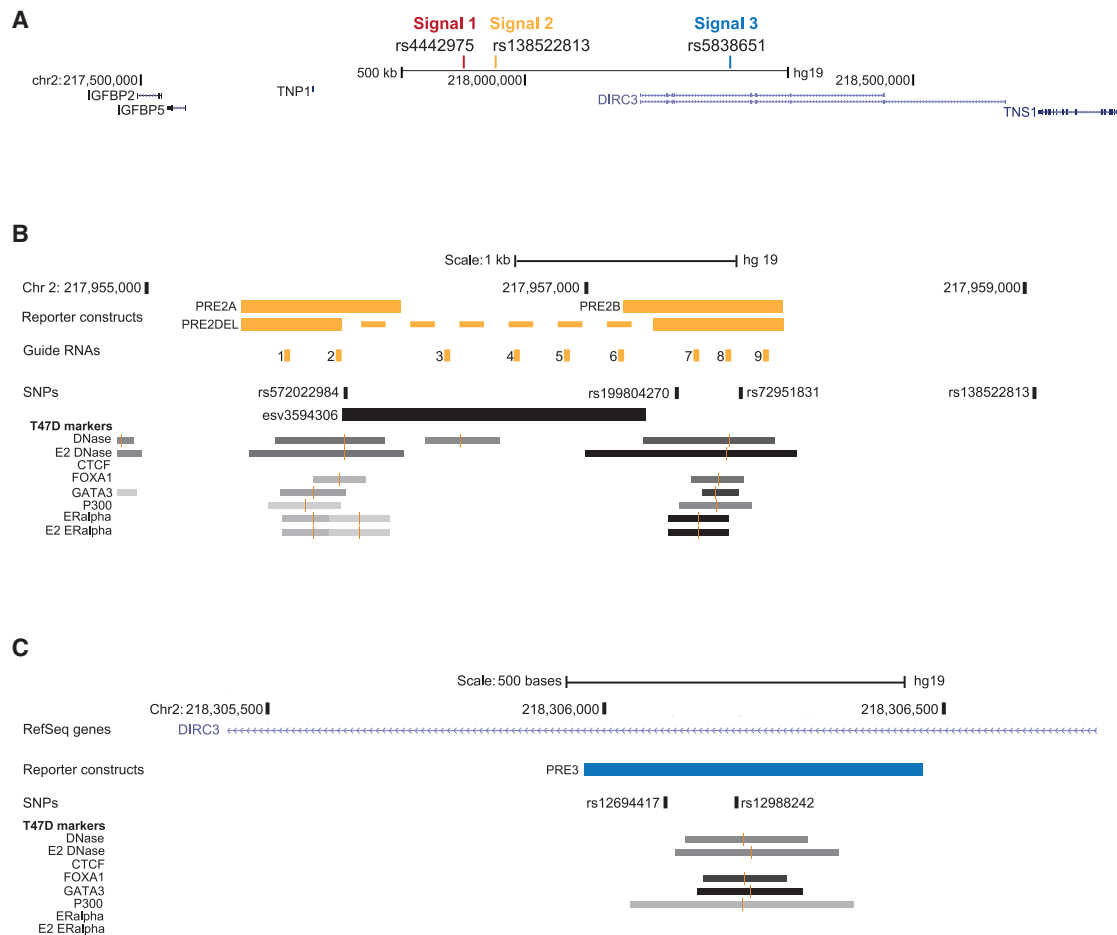 A
Signal 1 Signal 2 Signal 3
rs4442975 rs138522813 rs5838651
500 kb hg19
chr2: 217,500,000 218,000,000 218,500,000
IGFBP2 TNP1 DIRC3
IGFBP5 TNS1
B
Scale: 1 kb hg 19
Chr 2: 217,955,000 217,957,000 217,959,000
Reporter constructs PRE2A PRE2B
PRE2DEL
Guide RNAs 1 2 3 4 5 6 7 8 9
SNPs rs572022984 rs199804270 rs72951831 rs138522813
esv3594306
T47D markers
DNase
E2 DNase
CTCF
FOXA1
GATA3
P300
ERalpha
E2 ERalpha
C
Scale: 500 bases hg19
Chr2: 218,305,500 218,306,000 218,306,500
RefSeq genes DIRC3
Reporter constructs PRE3
SNPs rs12694417 rs12988242
T47D markers
DNase
E2 DNase
CTCF
FOXA1
GATA3
P300
ERalpha
E2 ERalpha